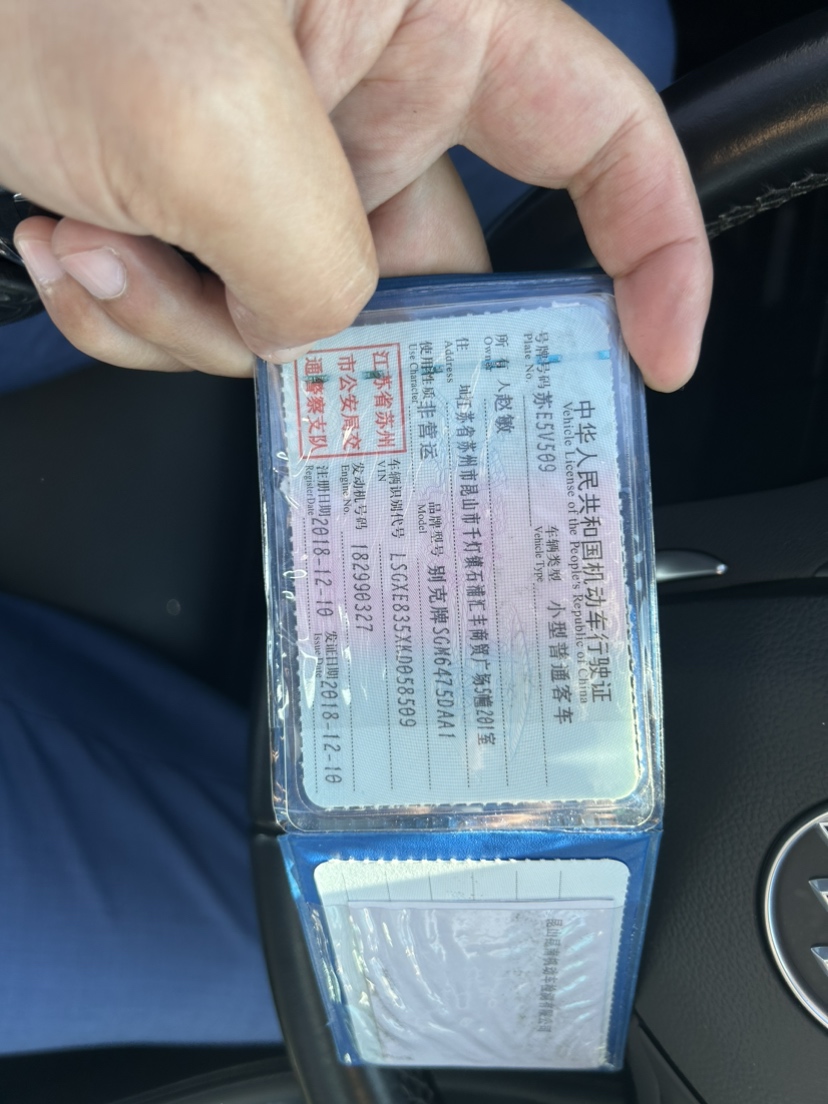 中华人民共和国机动车行驶证
Vehicle License of the People's Republic of China
号牌号码 苏E5V509 车辆类型 小型普通客车
Plate No. Vehicle Type
所有人 赵敏
Owner
住址 江苏省苏州市昆山市千灯镇石浦汇丰商贸广场5幢201室
Address
使用性质 非营运 品牌型号 别克牌SGM6475DAA1
Use Character Model
江苏省苏州
市公安局交
通警察支队
车辆识别代号 LSGXE835XKD058509
VIN
发动机号码 182990327
Engine No.
注册日期 2018-12-10 发证日期 2018-12-10
Register Date Issue Date